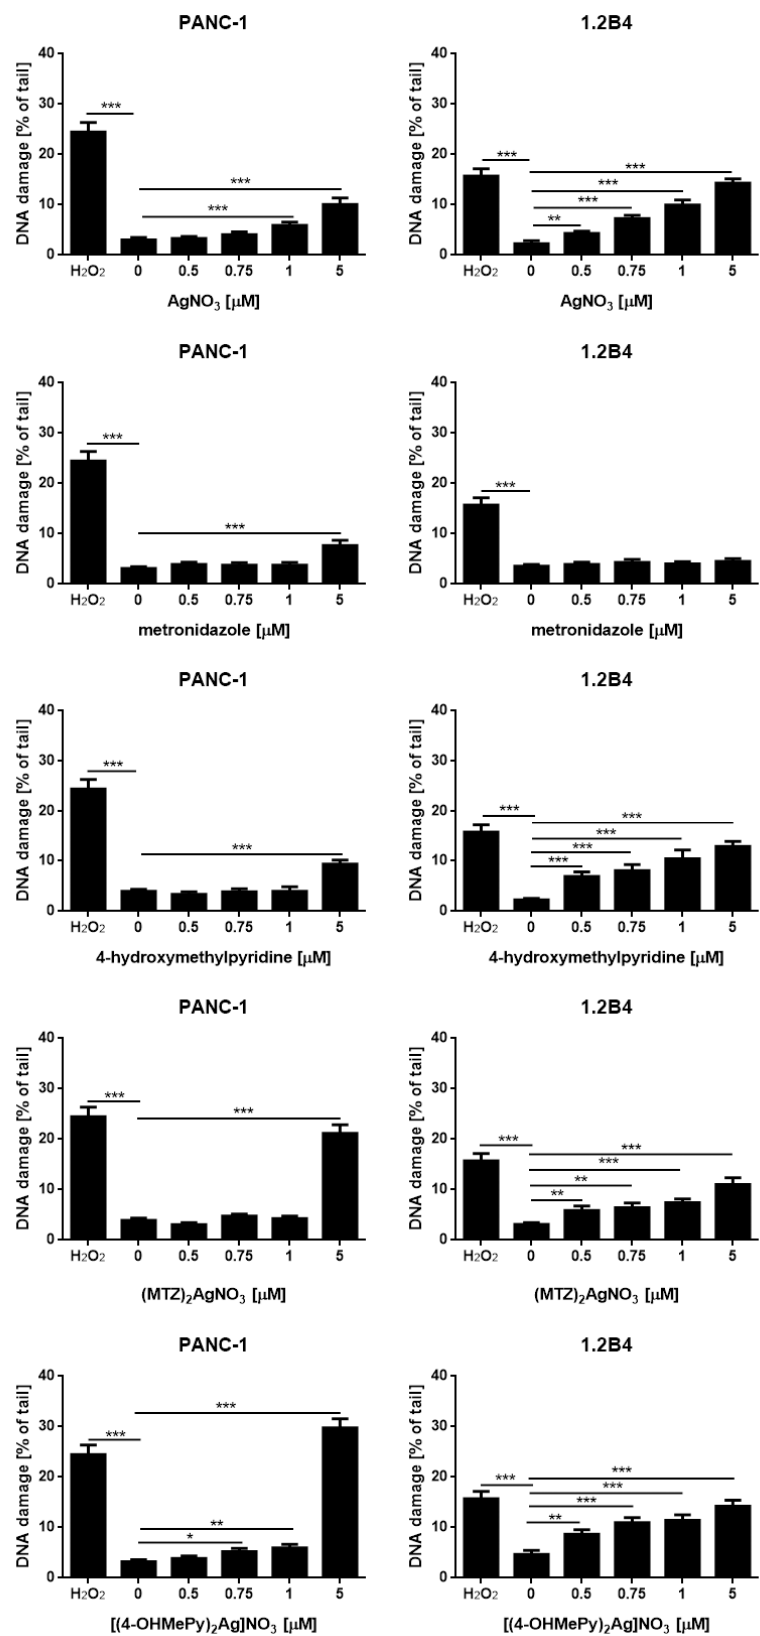 PANC-1
DNA damage [% of tail]
40
30
20
10
0
***
***
***
H2O2 0 0.5 0.75 1 5
AgNO3 [μM]
1.2B4
DNA damage [% of tail]
40
30
20
10
0
***
***
***
***
**
H2O2 0 0.5 0.75 1 5
AgNO3 [μM]
PANC-1
DNA damage [% of tail]
40
30
20
10
0
***
***
H2O2 0 0.5 0.75 1 5
metronidazole [μM]
1.2B4
DNA damage [% of tail]
40
30
20
10
0
***
H2O2 0 0.5 0.75 1 5
metronidazole [μM]
PANC-1
DNA damage [% of tail]
40
30
20
10
0
***
***
H2O2 0 0.5 0.75 1 5
4-hydroxymethylpyridine [μM]
1.2B4
DNA damage [% of tail]
40
30
20
10
0
***
***
***
***
***
H2O2 0 0.5 0.75 1 5
4-hydroxymethylpyridine [μM]
PANC-1
DNA damage [% of tail]
40
30
20
10
0
***
***
H2O2 0 0.5 0.75 1 5
(MTZ)2AgNO3 [μM]
1.2B4
DNA damage [% of tail]
40
30
20
10
0
***
***
***
**
**
H2O2 0 0.5 0.75 1 5
(MTZ)2AgNO3 [μM]
PANC-1
DNA damage [% of tail]
40
30
20
10
0
***
***
**
*
H2O2 0 0.5 0.75 1 5
[(4-OHMePy)2Ag]NO3 [μM]
1.2B4
DNA damage [% of tail]
40
30
20
10
0
***
***
***
***
**
H2O2 0 0.5 0.75 1 5
[(4-OHMePy)2Ag]NO3 [μM]